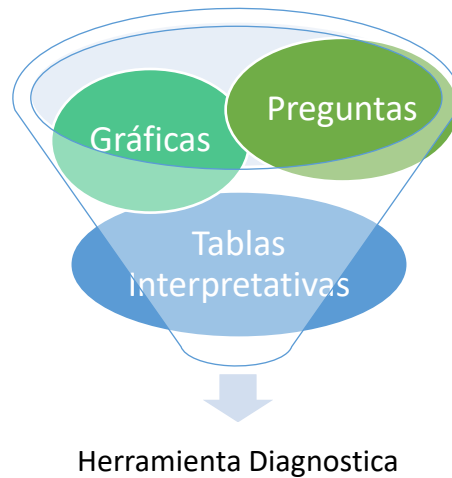 Preguntas
Gráficas
Tablas
interpretativas
Herramienta Diagnostica